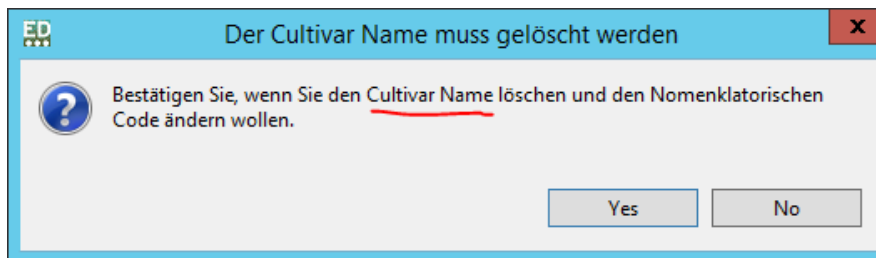 ED
Der Cultivar Name muss gelöscht werden
x
Bestätigen Sie, wenn Sie den Cultivar Name löschen und den Nomenklatorischen
Code ändern wollen.
Yes
No